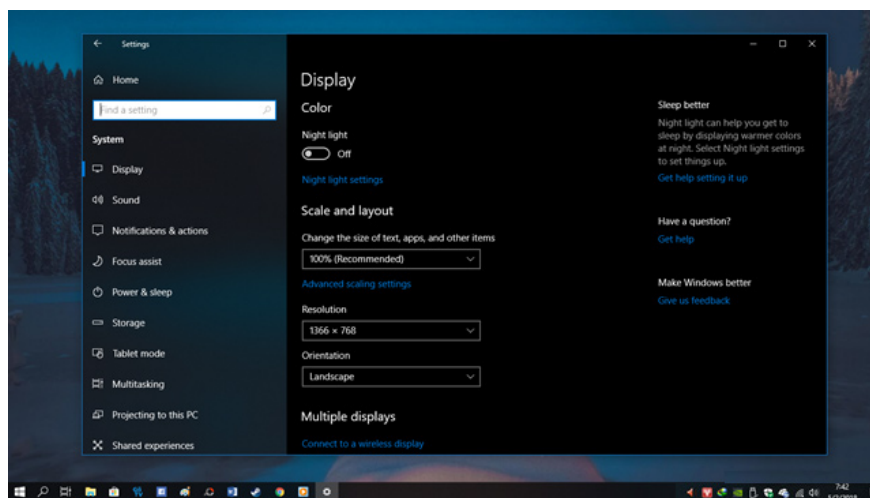 Settings
Home
Find a setting
System
Display
Sound
Notifications & actions
Focus assist
Power & sleep
Storage
Tablet mode
Multitasking
Projecting to this PC
Shared experiences
Display
Color
Night light
Off
Night light settings
Scale and layout
Change the size of text, apps, and other items
100% (Recommended)
Advanced scaling settings
Resolution
1366 × 768
Orientation
Landscape
Multiple displays
Connect to a wireless display
Sleep better
Night light can help you get to
sleep by displaying warmer colors
at night. Select Night light settings
to set things up.
Get help setting it up
Have a question?
Get help
Make Windows better
Give us feedback
7:42